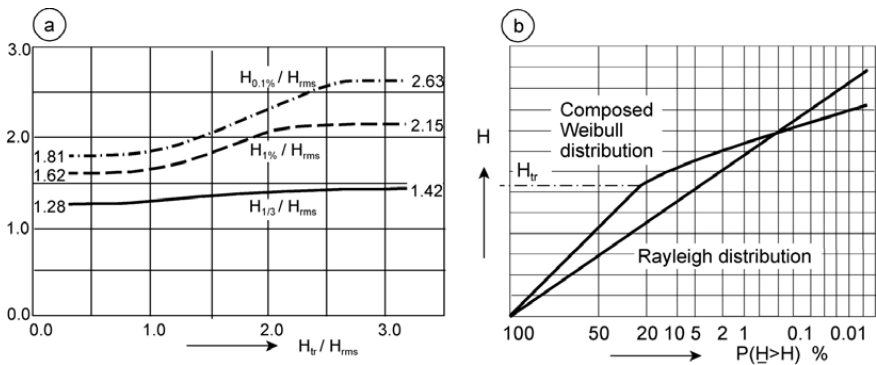 a
3.0
2.0
1.0
0.0
H0.1% / Hrms
2.63
1.81
H1% / Hrms
2.15
1.62
1.28
H1/3 / Hrms
1.42
0.0 1.0 2.0 3.0
Htr / Hrms
b
H
Composed
Weibull
distribution
Htr
Rayleigh distribution
100 50 20 10 5 2 1 0.1 0.01
P(H>H) %